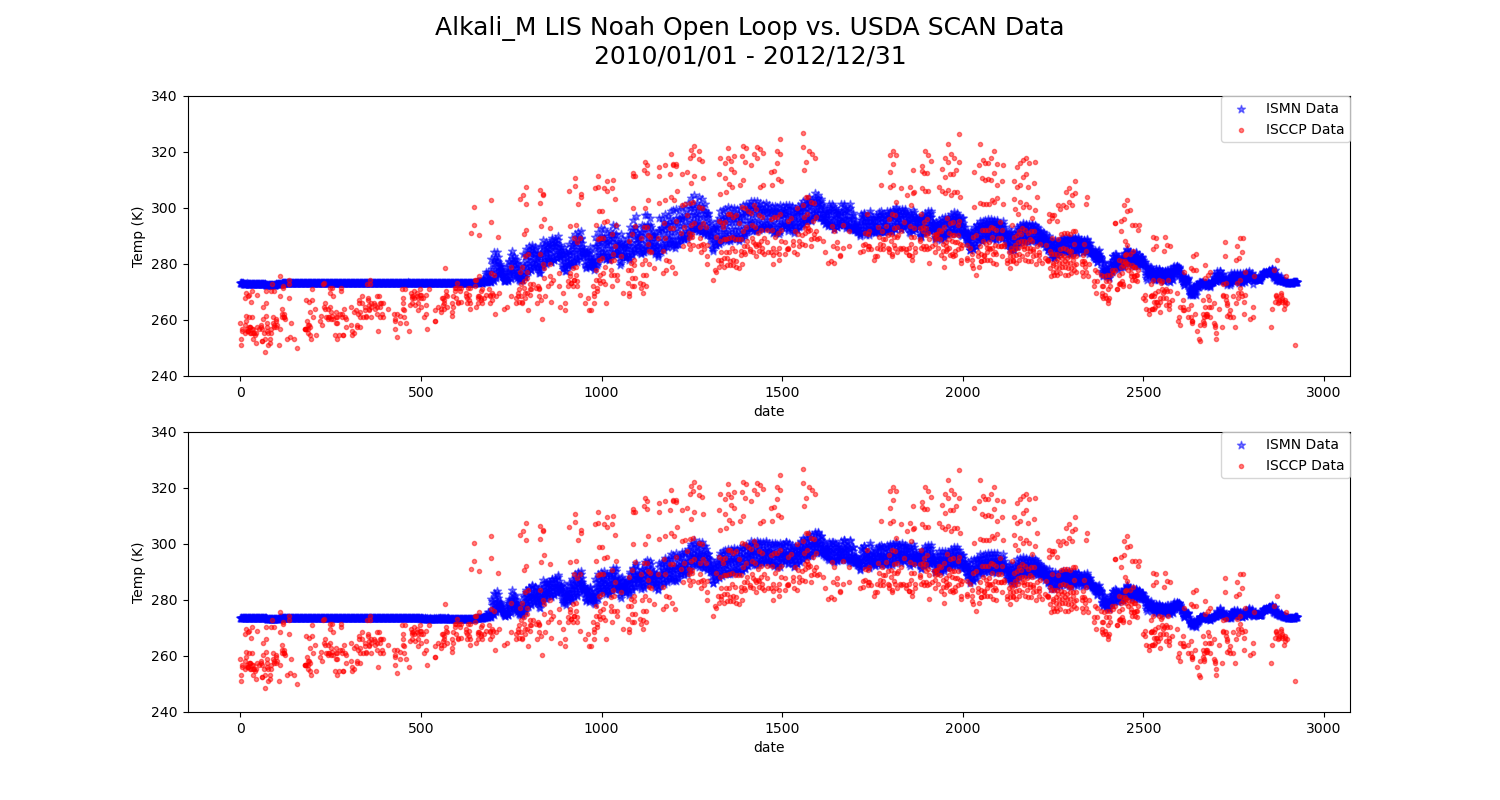 Alkali_M LIS Noah Open Loop vs. USDA SCAN Data
2010/01/01 - 2012/12/31
340
320
300
280
260
240
Temp (K)
ISMN Data
ISCCP Data
0 500 1000 1500 2000 2500 3000
date
340
320
300
280
260
240
Temp (K)
ISMN Data
ISCCP Data
0 500 1000 1500 2000 2500 3000
date